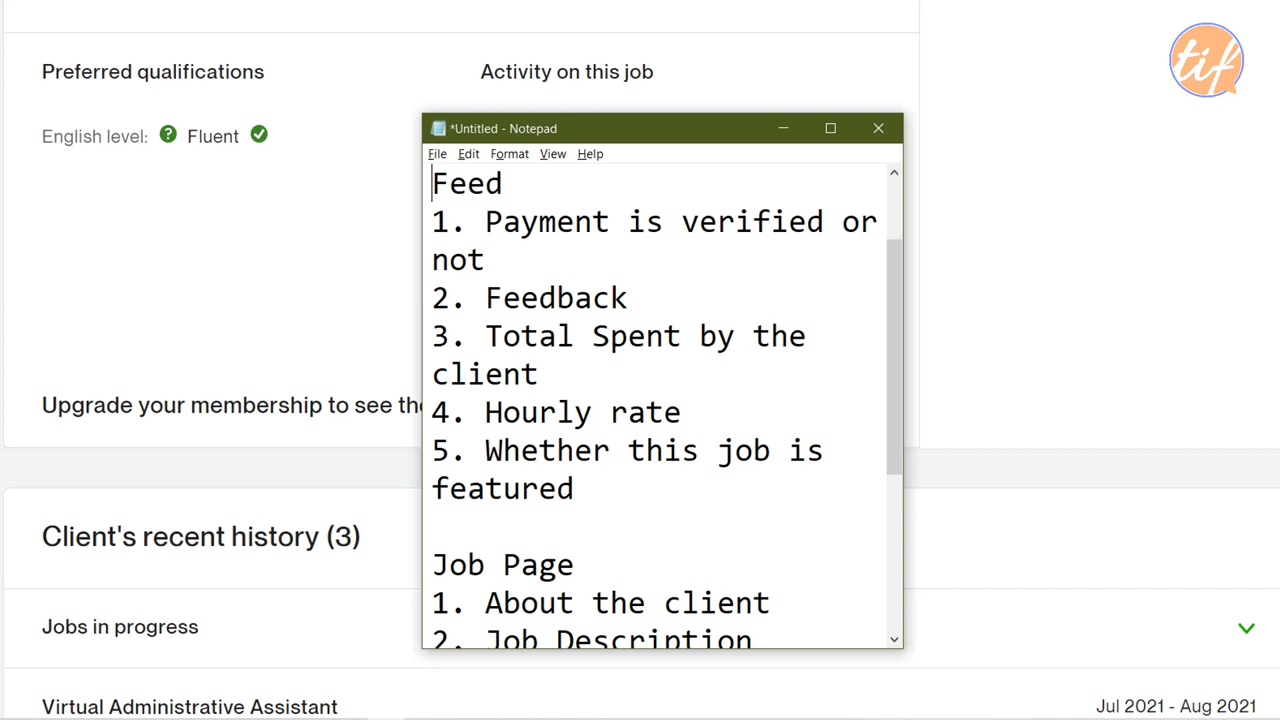 tif
Preferred qualifications
Activity on this job
English level: ? Fluent
*Untitled - Notepad
File Edit Format View Help
Feed
1. Payment is verified or
not
2. Feedback
3. Total Spent by the
client
4. Hourly rate
5. Whether this job is
featured
Job Page
1. About the client
2. Job Description
Upgrade your membership to see the
Client's recent history (3)
Jobs in progress
Virtual Administrative Assistant
Jul 2021 - Aug 2021